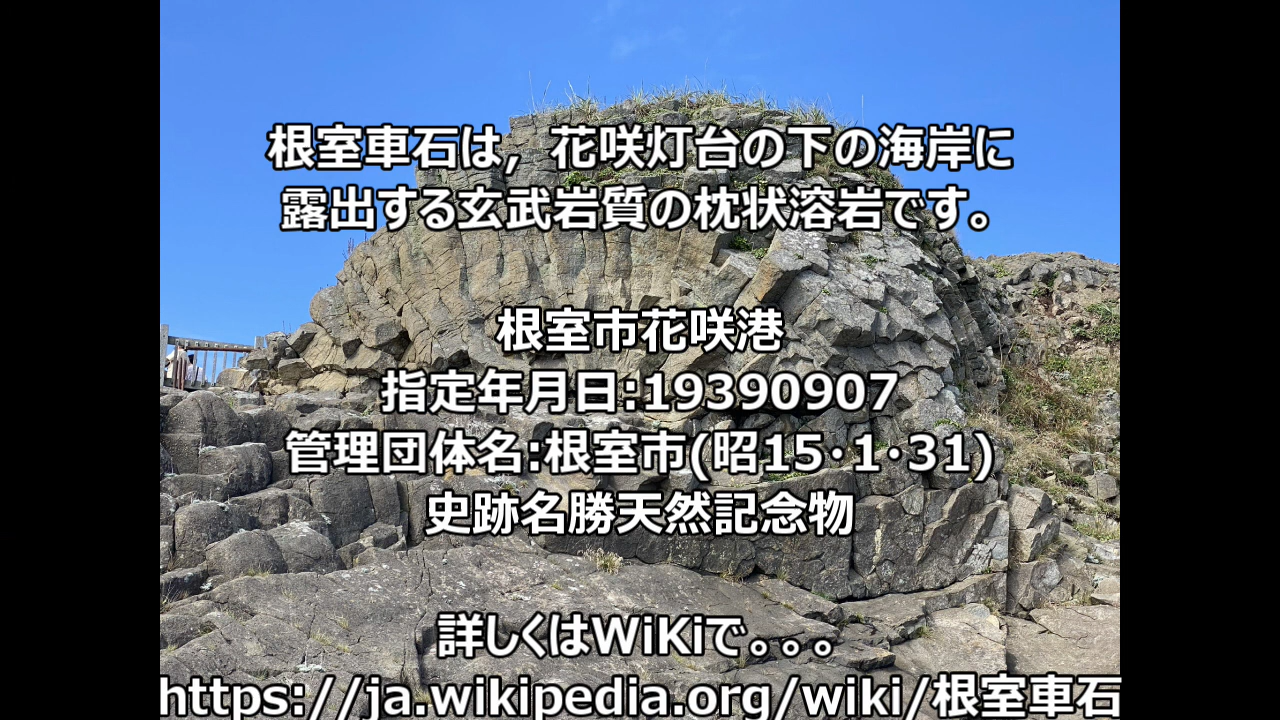 根室車石は，花咲灯台の下の海岸に
露出する玄武岩質の枕状溶岩です。
根室市花咲港
指定年月日:19390907
管理団体名:根室市(昭15･1･31)
史跡名勝天然記念物
詳しくはWiKiで。。。
https://ja.wikipedia.org/wiki/根室車石